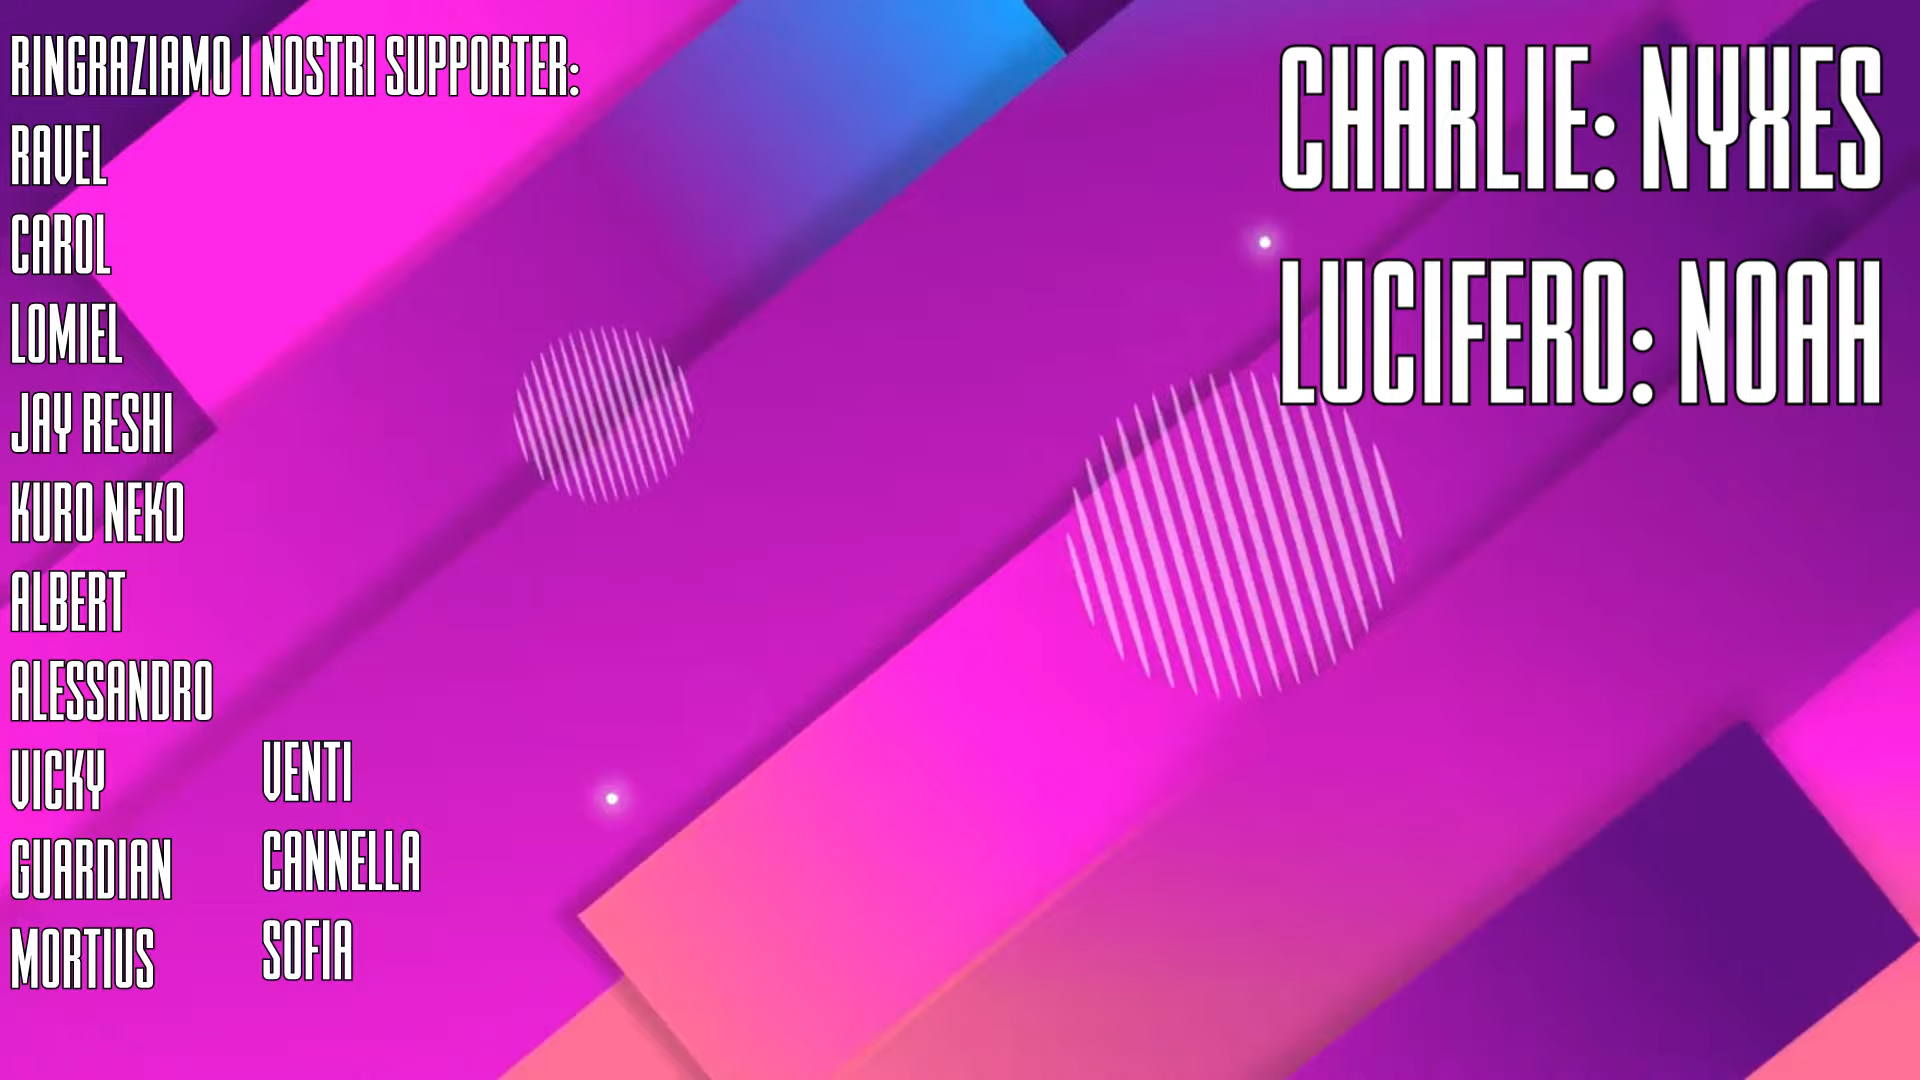 RINGRAZIAMO I NOSTRI SUPPORTER:
RAVEL
CAROL
LOMIEL
JAY RESHI
KURO NEKO
ALBERT
ALESSANDRO
VICKY
GUARDIAN
MORTIUS
VENTI
CANNELLA
SOFIA
CHARLIE: NYXES
LUCIFERO: NOAH